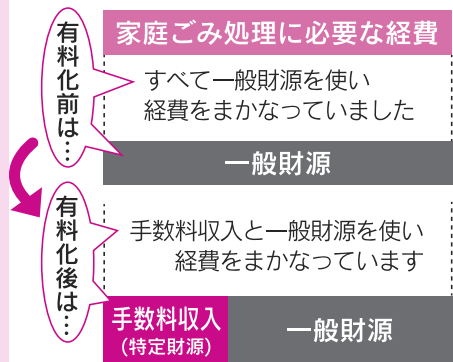 家庭ごみ処理に必要な経費
有料化前は…
すべて一般財源を使い
経費をまかなっていました
一般財源
有料化後は…
手数料収入と一般財源を使い
経費をまかなっています
手数料収入
(特定財源)
一般財源